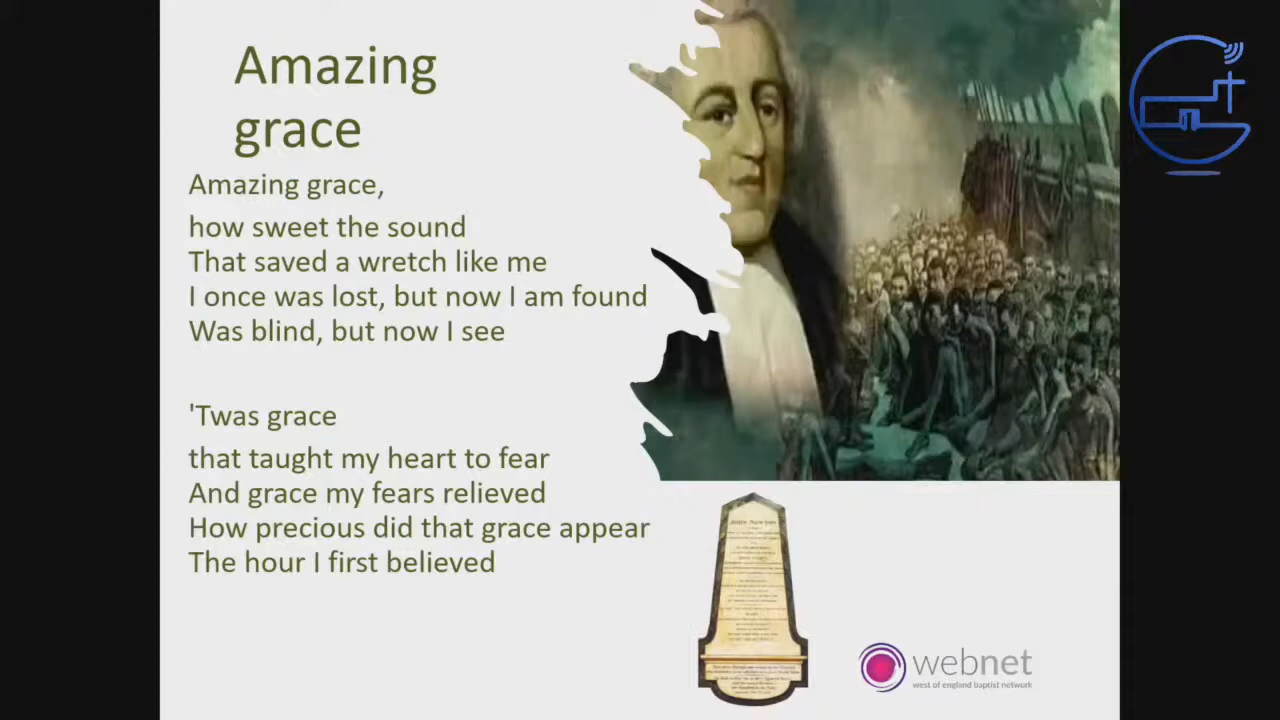 Amazing
grace
Amazing grace,
how sweet the sound
That saved a wretch like me
I once was lost, but now I am found
Was blind, but now I see
'Twas grace
that taught my heart to fear
And grace my fears relieved
How precious did that grace appear
The hour I first believed
webnet
west of england baptist network